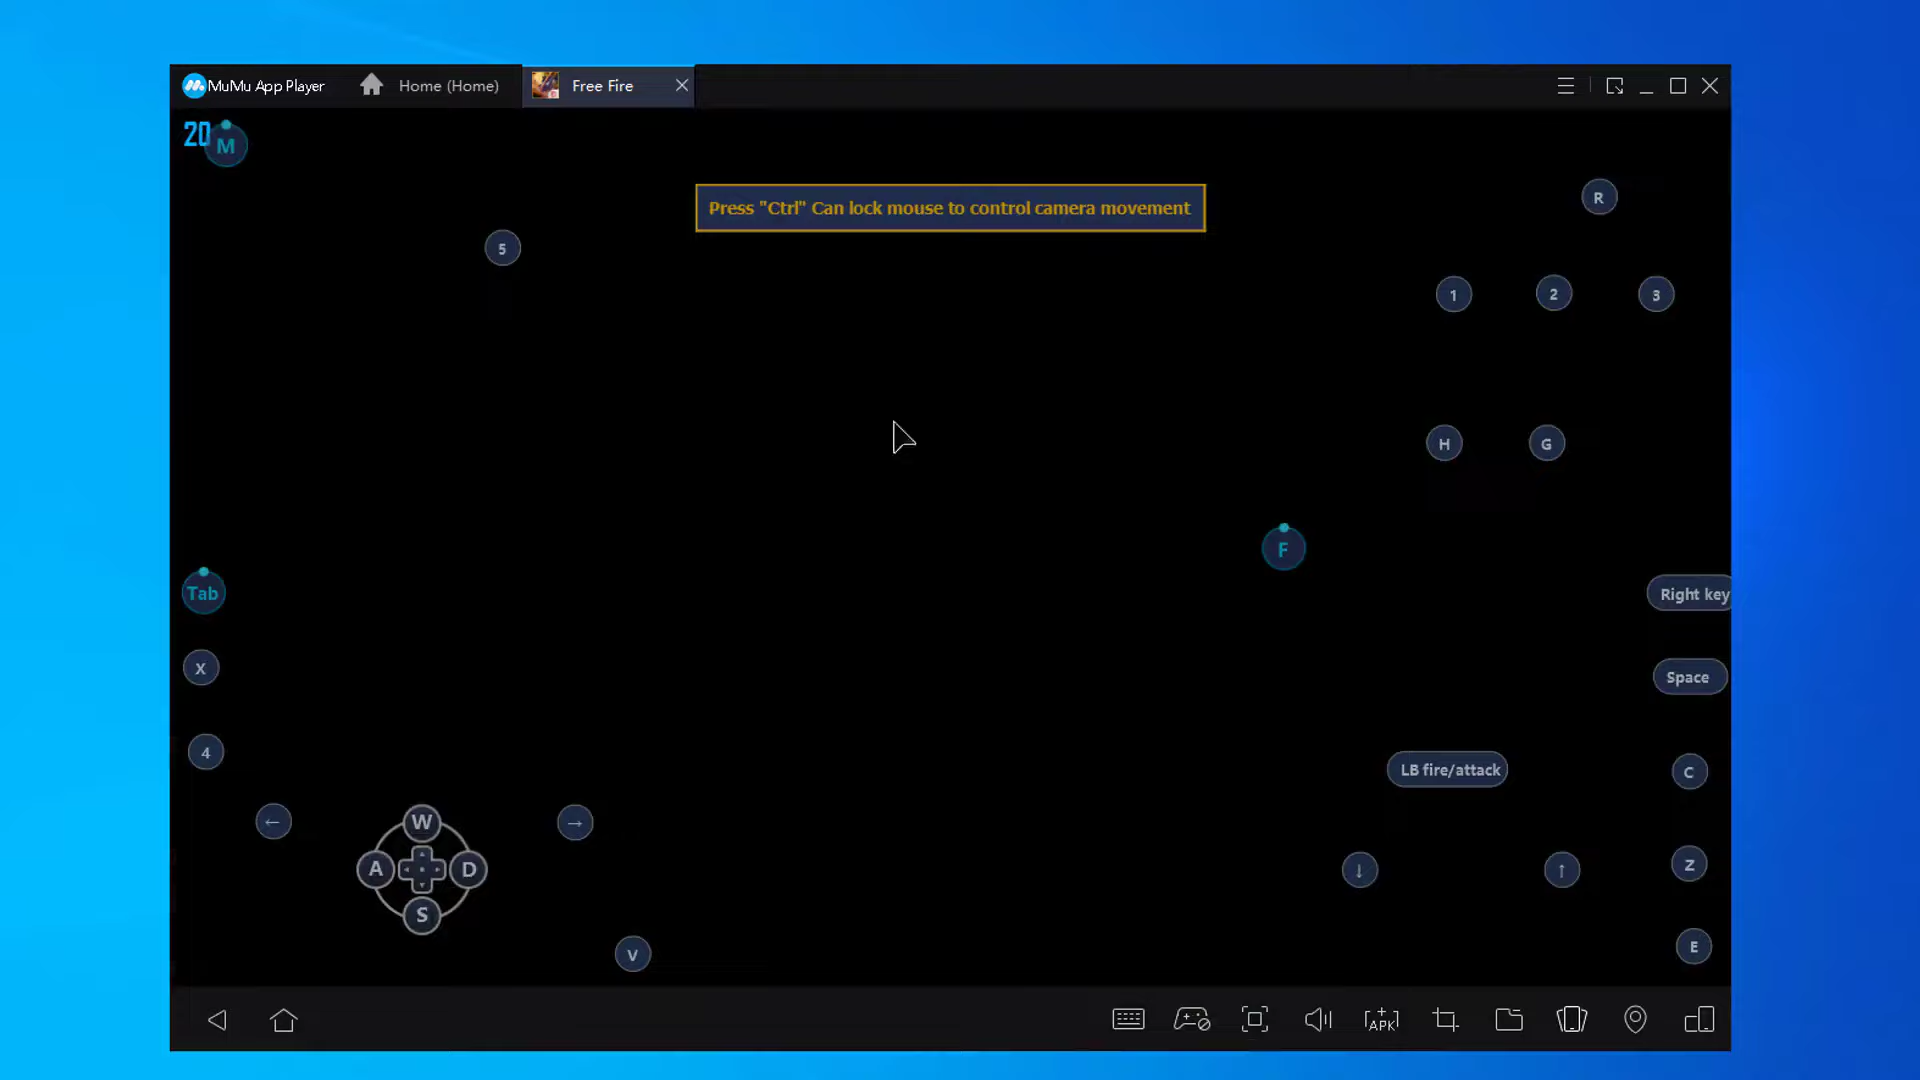 MuMu App Player
Home (Home)
Free Fire
20
M
Press "Ctrl" Can lock mouse to control camera movement
R
5
1
2
3
H
G
F
Tab
Right key
X
Space
4
LB fire/attack
C
←
W
→
A
D
↓
↑
Z
S
V
E
APK